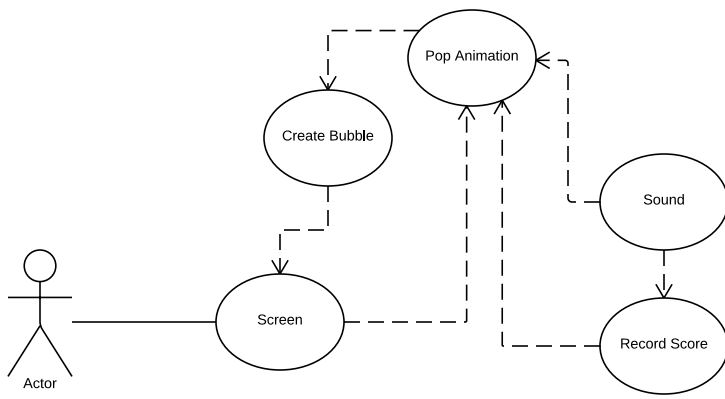 Pop Animation
Create Bubble
Sound
Screen
Record Score
Actor